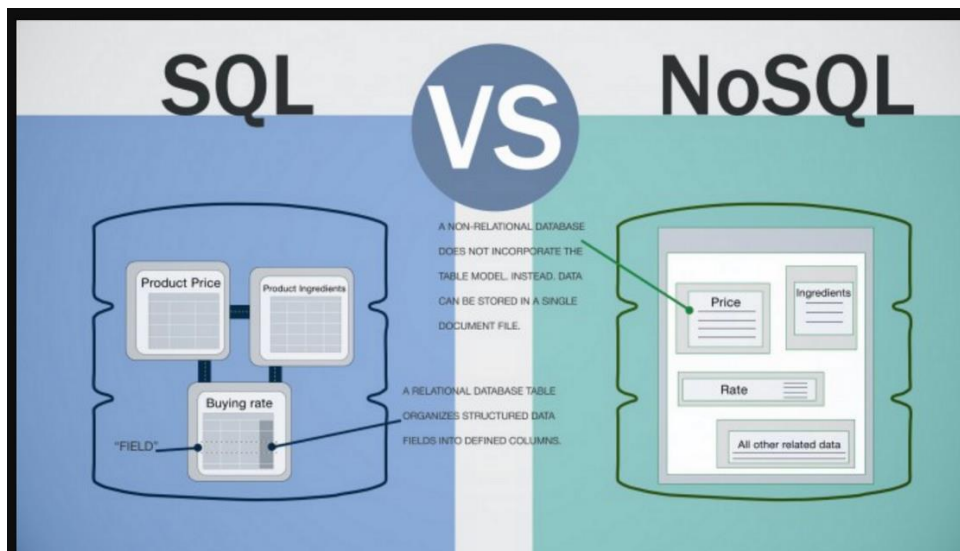 SQL
VS
NoSQL
A NON-RELATIONAL DATABASE
DOES NOT INCORPORATE THE
TABLE MODEL. INSTEAD. DATA
CAN BE STORED IN A SINGLE
DOCUMENT FILE.
Product Price
Product Ingredients
Buying rate
"FIELD"
A RELATIONAL DATABASE TABLE
ORGANIZES STRUCTURED DATA
FIELDS INTO DEFINED COLUMNS.
Price
Ingredients
Rate
All other related data